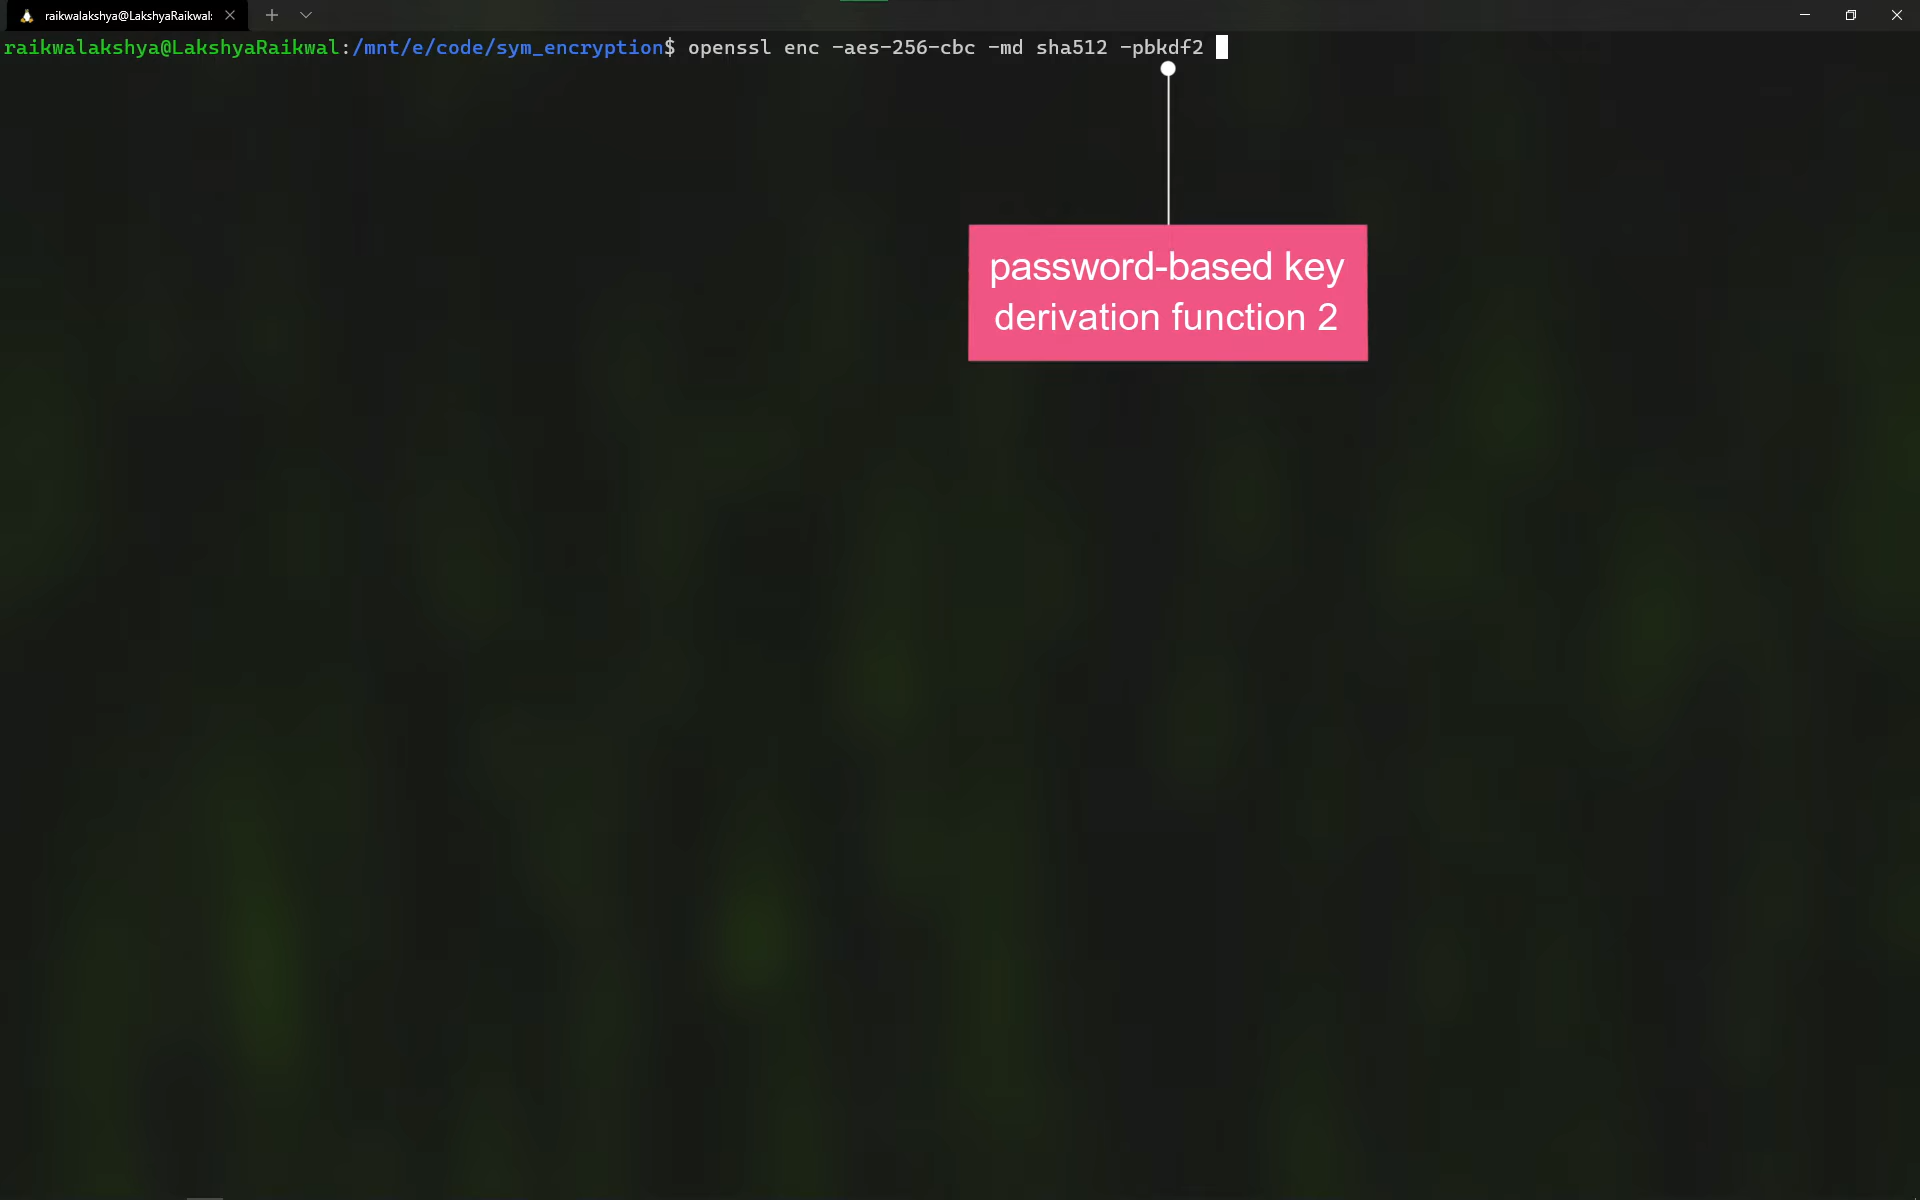 raikwalakshya@LakshyaRaikwal:
raikwalakshya@LakshyaRaikwal:/mnt/e/code/sym_encryption$ openssl enc -aes-256-cbc -md sha512 -pbkdf2
password-based key
derivation function 2